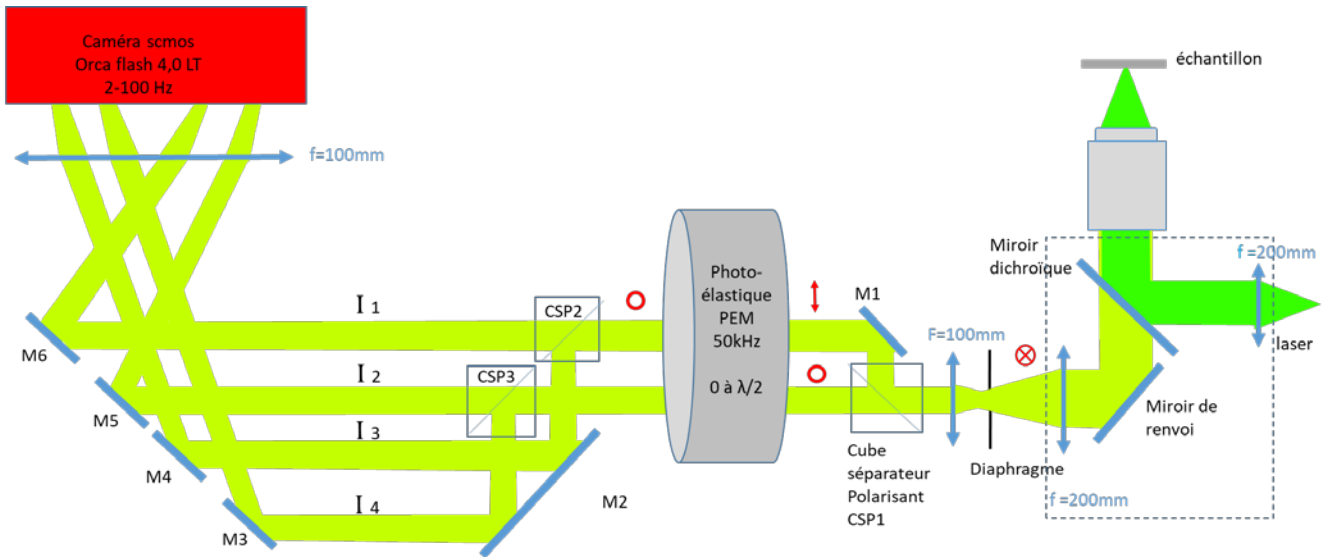 Caméra scmos
Orca flash 4,0 LT
2-100 Hz
f=100mm
échantillon
Miroir
dichroïque
f =200mm
laser
Miroir de
renvoi
f=200mm
F=100mm
Diaphragme
M1
Cube
séparateur
Polarisant
CSP1
Photo-
élastique
PEM
50kHz
0 à λ/2
CSP2
CSP3
I 1
I 2
I 3
I 4
M6
M5
M4
M3
M2